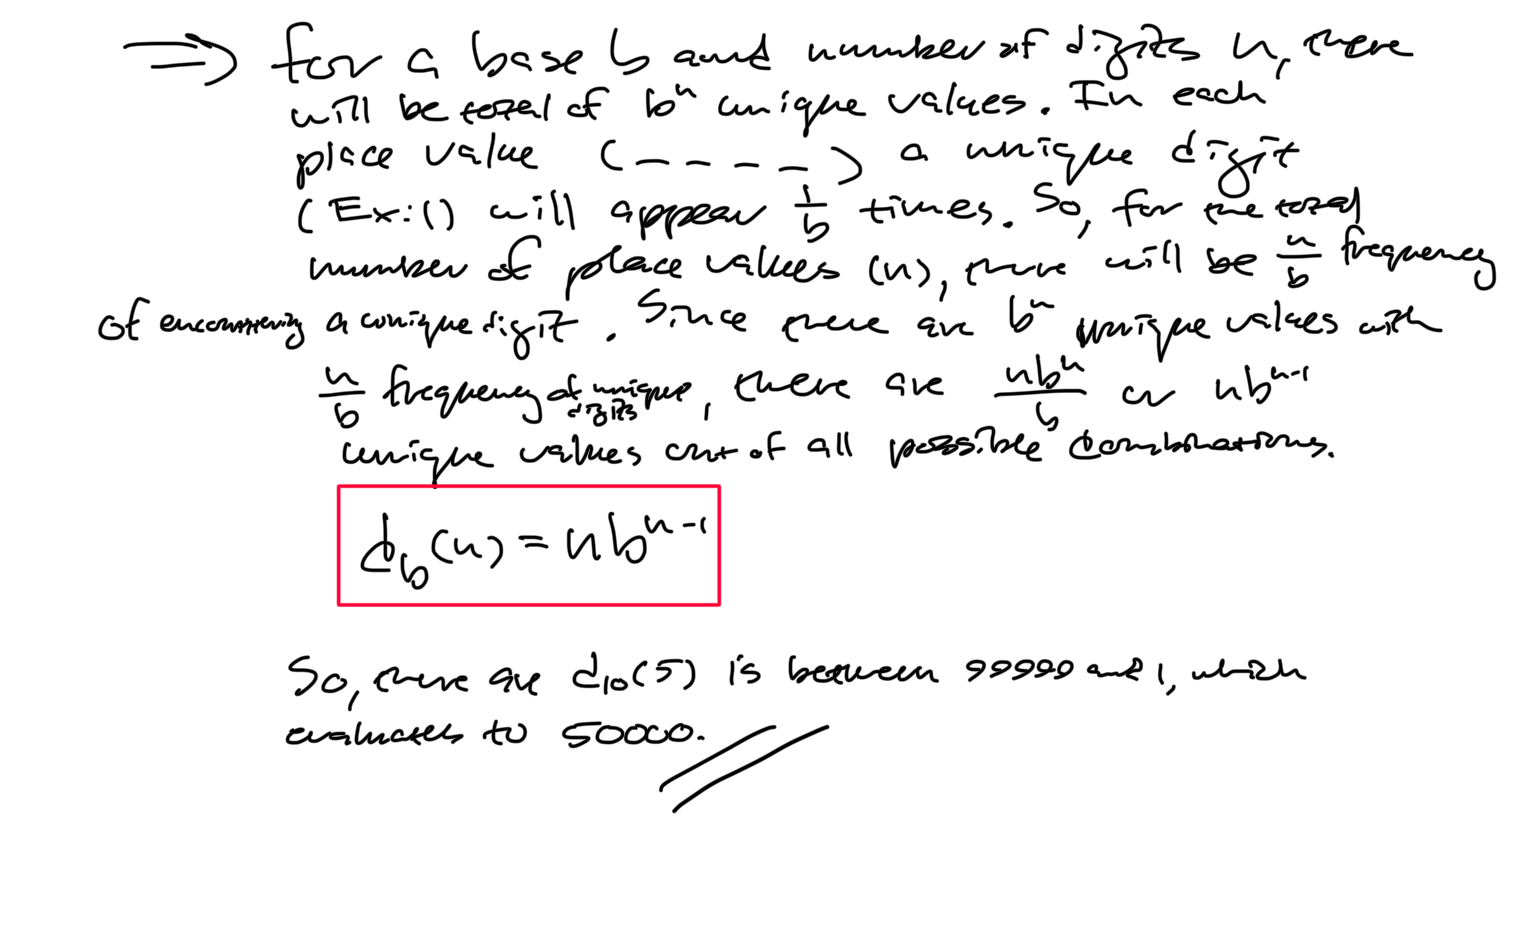 ⇒ for a base b and number of digits n, there
will be total of bⁿ unique values. In each
place value (_ _ _ _) a unique digit
(Ex:1) will appear 1/b times. So, for the total
number of place values (n), there will be n/b frequency
of encountering a unique digit. Since there are bⁿ unique values with
n/b frequency of unique digits, there are nbⁿ/b or nbⁿ⁻¹
unique values out of all possible combinations.
d_b(n) = nbⁿ⁻¹
So, there are d₁₀(5) 1's between 99999 and 1, which
evaluates to 50000.